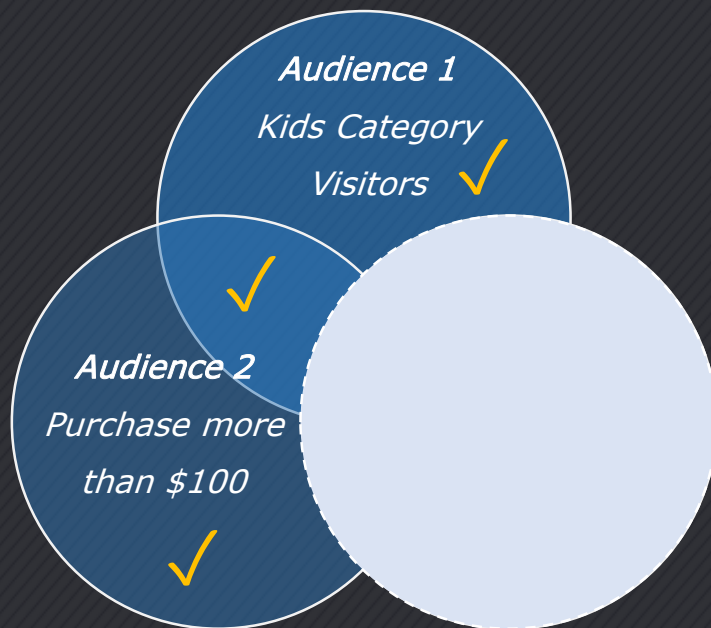 Audience 1
Kids Category
Visitors
Audience 2
Purchase more
than $100